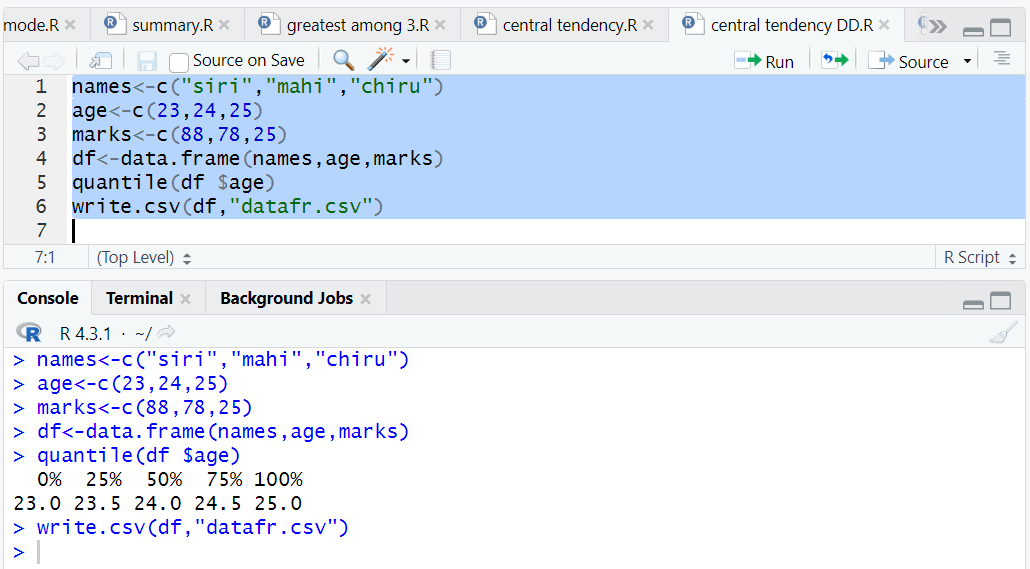 mode.R × summary.R × greatest among 3.R × central tendency.R × central tendency DD.R ×
Source on Save Run Source
1 names<-c("siri","mahi","chiru")
2 age<-c(23,24,25)
3 marks<-c(88,78,25)
4 df<-data.frame(names,age,marks)
5 quantile(df $age)
6 write.csv(df,"datafr.csv")
7
7:1 (Top Level) R Script
Console Terminal × Background Jobs ×
R 4.3.1 · ~/
> names<-c("siri","mahi","chiru")
> age<-c(23,24,25)
> marks<-c(88,78,25)
> df<-data.frame(names,age,marks)
> quantile(df $age)
0% 25% 50% 75% 100%
23.0 23.5 24.0 24.5 25.0
> write.csv(df,"datafr.csv")
>